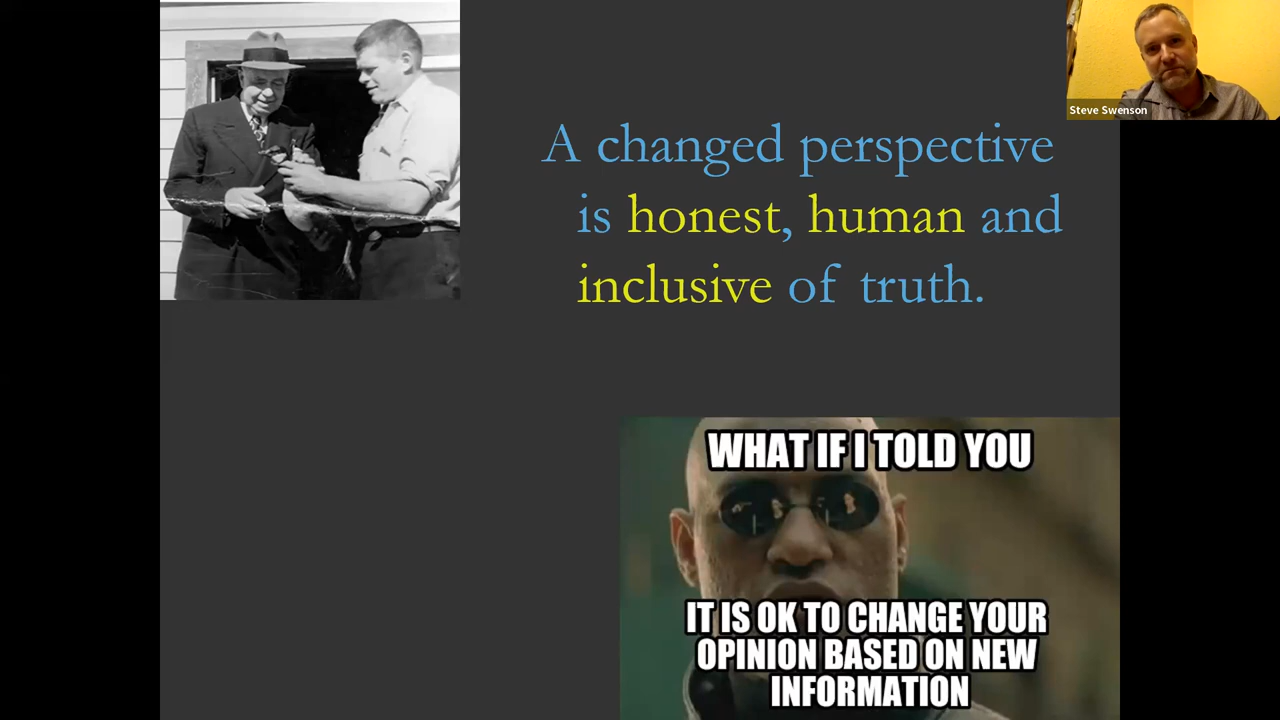 Steve Swenson
A changed perspective
is honest, human and
inclusive of truth.
WHAT IF I TOLD YOU
IT IS OK TO CHANGE YOUR
OPINION BASED ON NEW
INFORMATION